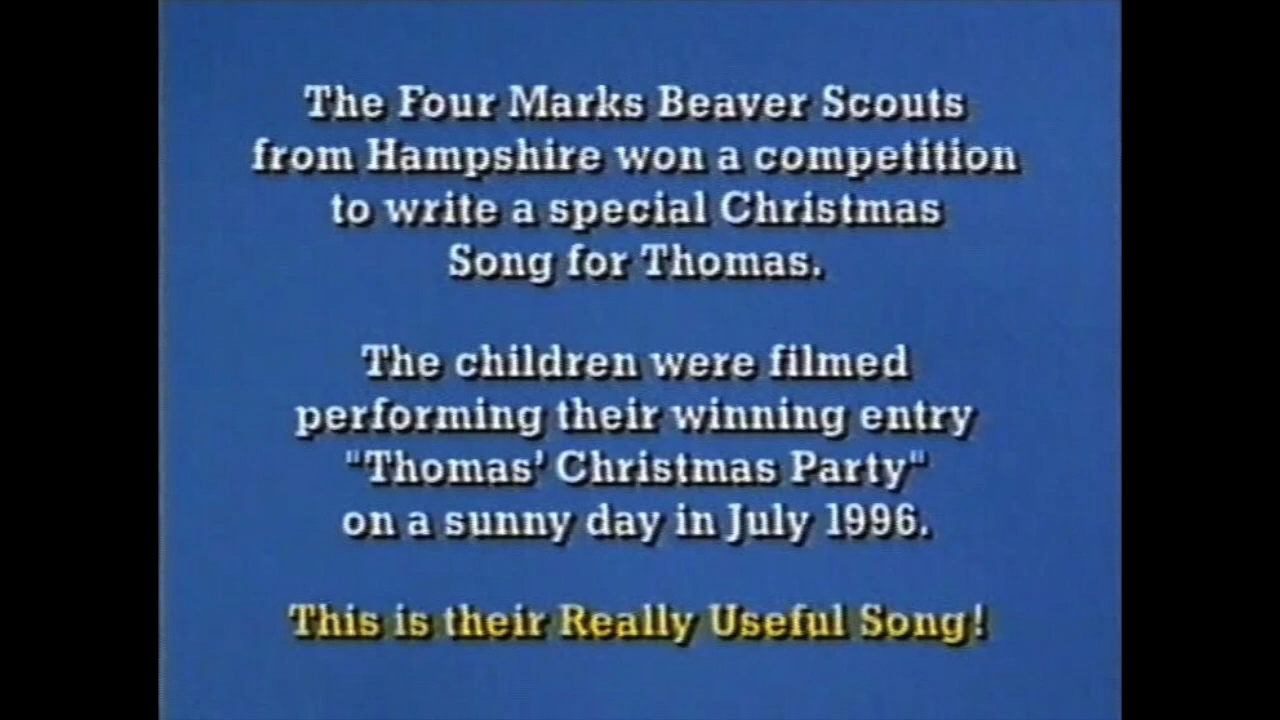 The Four Marks Beaver Scouts
from Hampshire won a competition
to write a special Christmas
Song for Thomas.
The children were filmed
performing their winning entry
"Thomas' Christmas Party"
on a sunny day in July 1996.
This is their Really Useful Song!